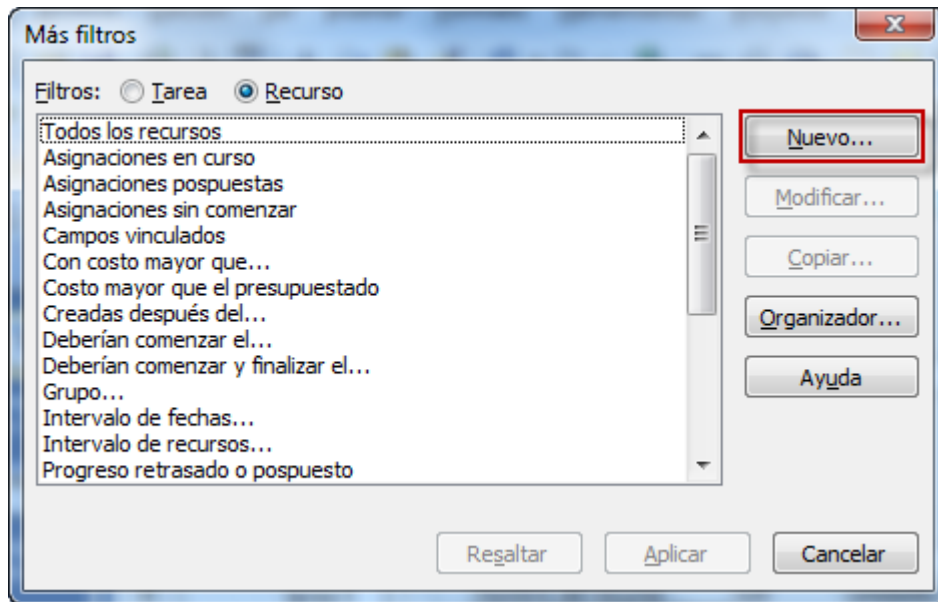 Más filtros
Filtros: Tarea Recurso
Todos los recursos
Asignaciones en curso
Asignaciones pospuestas
Asignaciones sin comenzar
Campos vinculados
Con costo mayor que...
Costo mayor que el presupuestado
Creadas después del...
Deberían comenzar el...
Deberían comenzar y finalizar el...
Grupo...
Intervalo de fechas...
Intervalo de recursos...
Progreso retrasado o pospuesto
Nuevo...
Modificar...
Copiar...
Organizador...
Ayuda
Resaltar Aplicar Cancelar